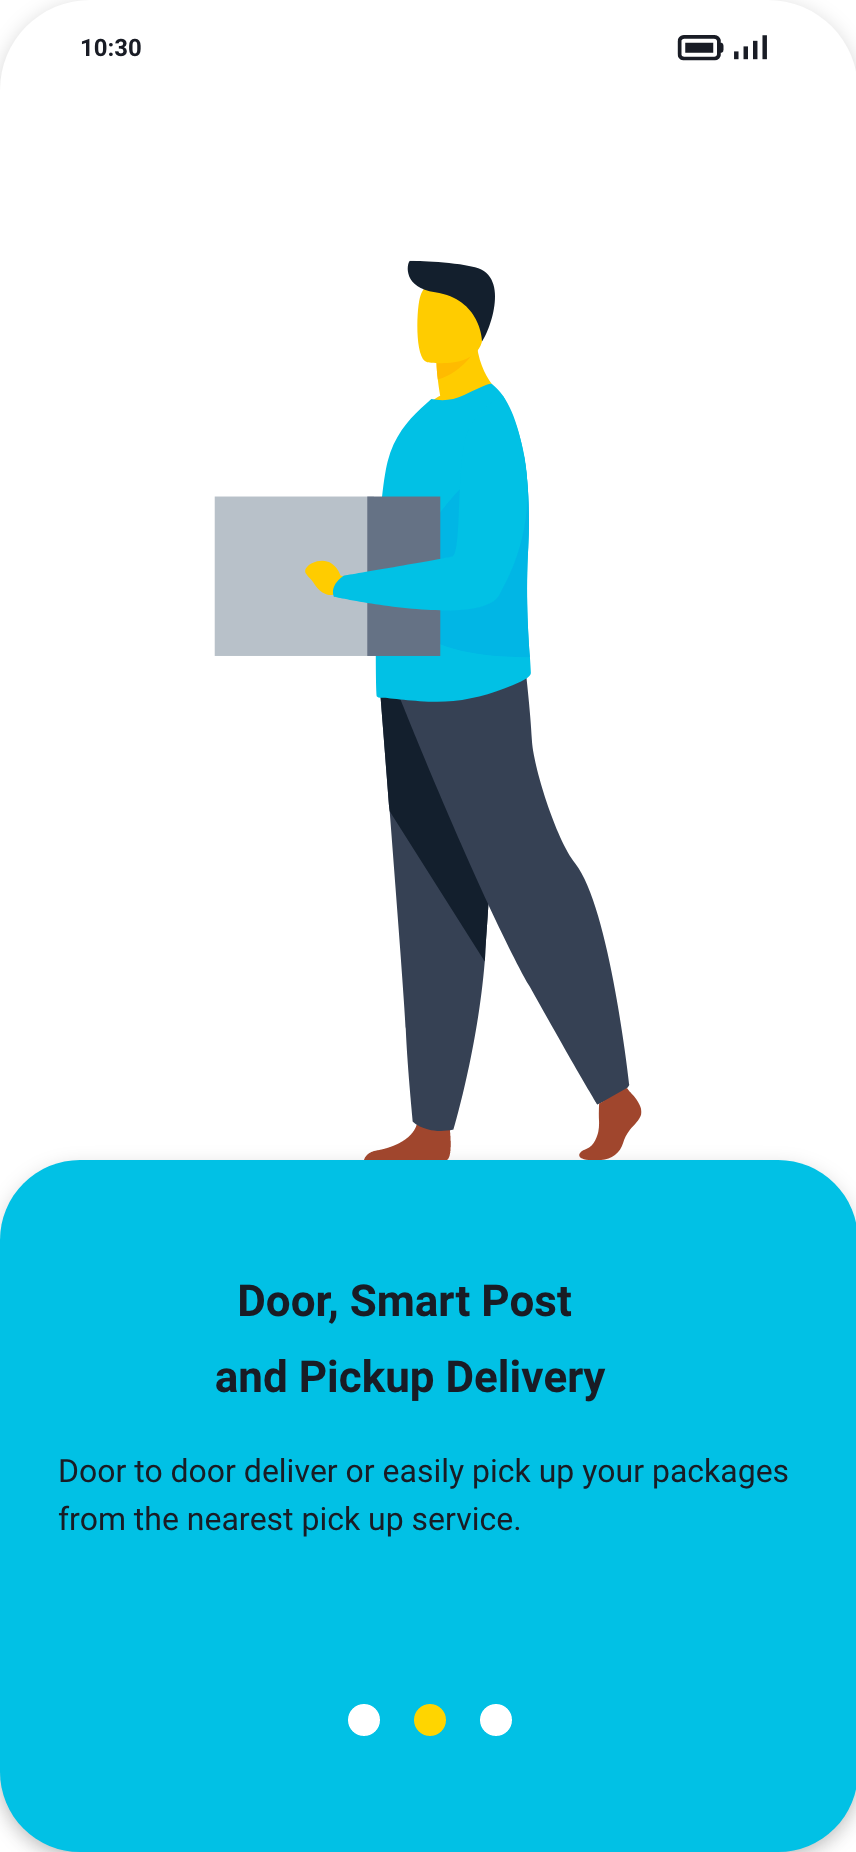 10:30
Door, Smart Post
and Pickup Delivery
Door to door deliver or easily pick up your packages
from the nearest pick up service.